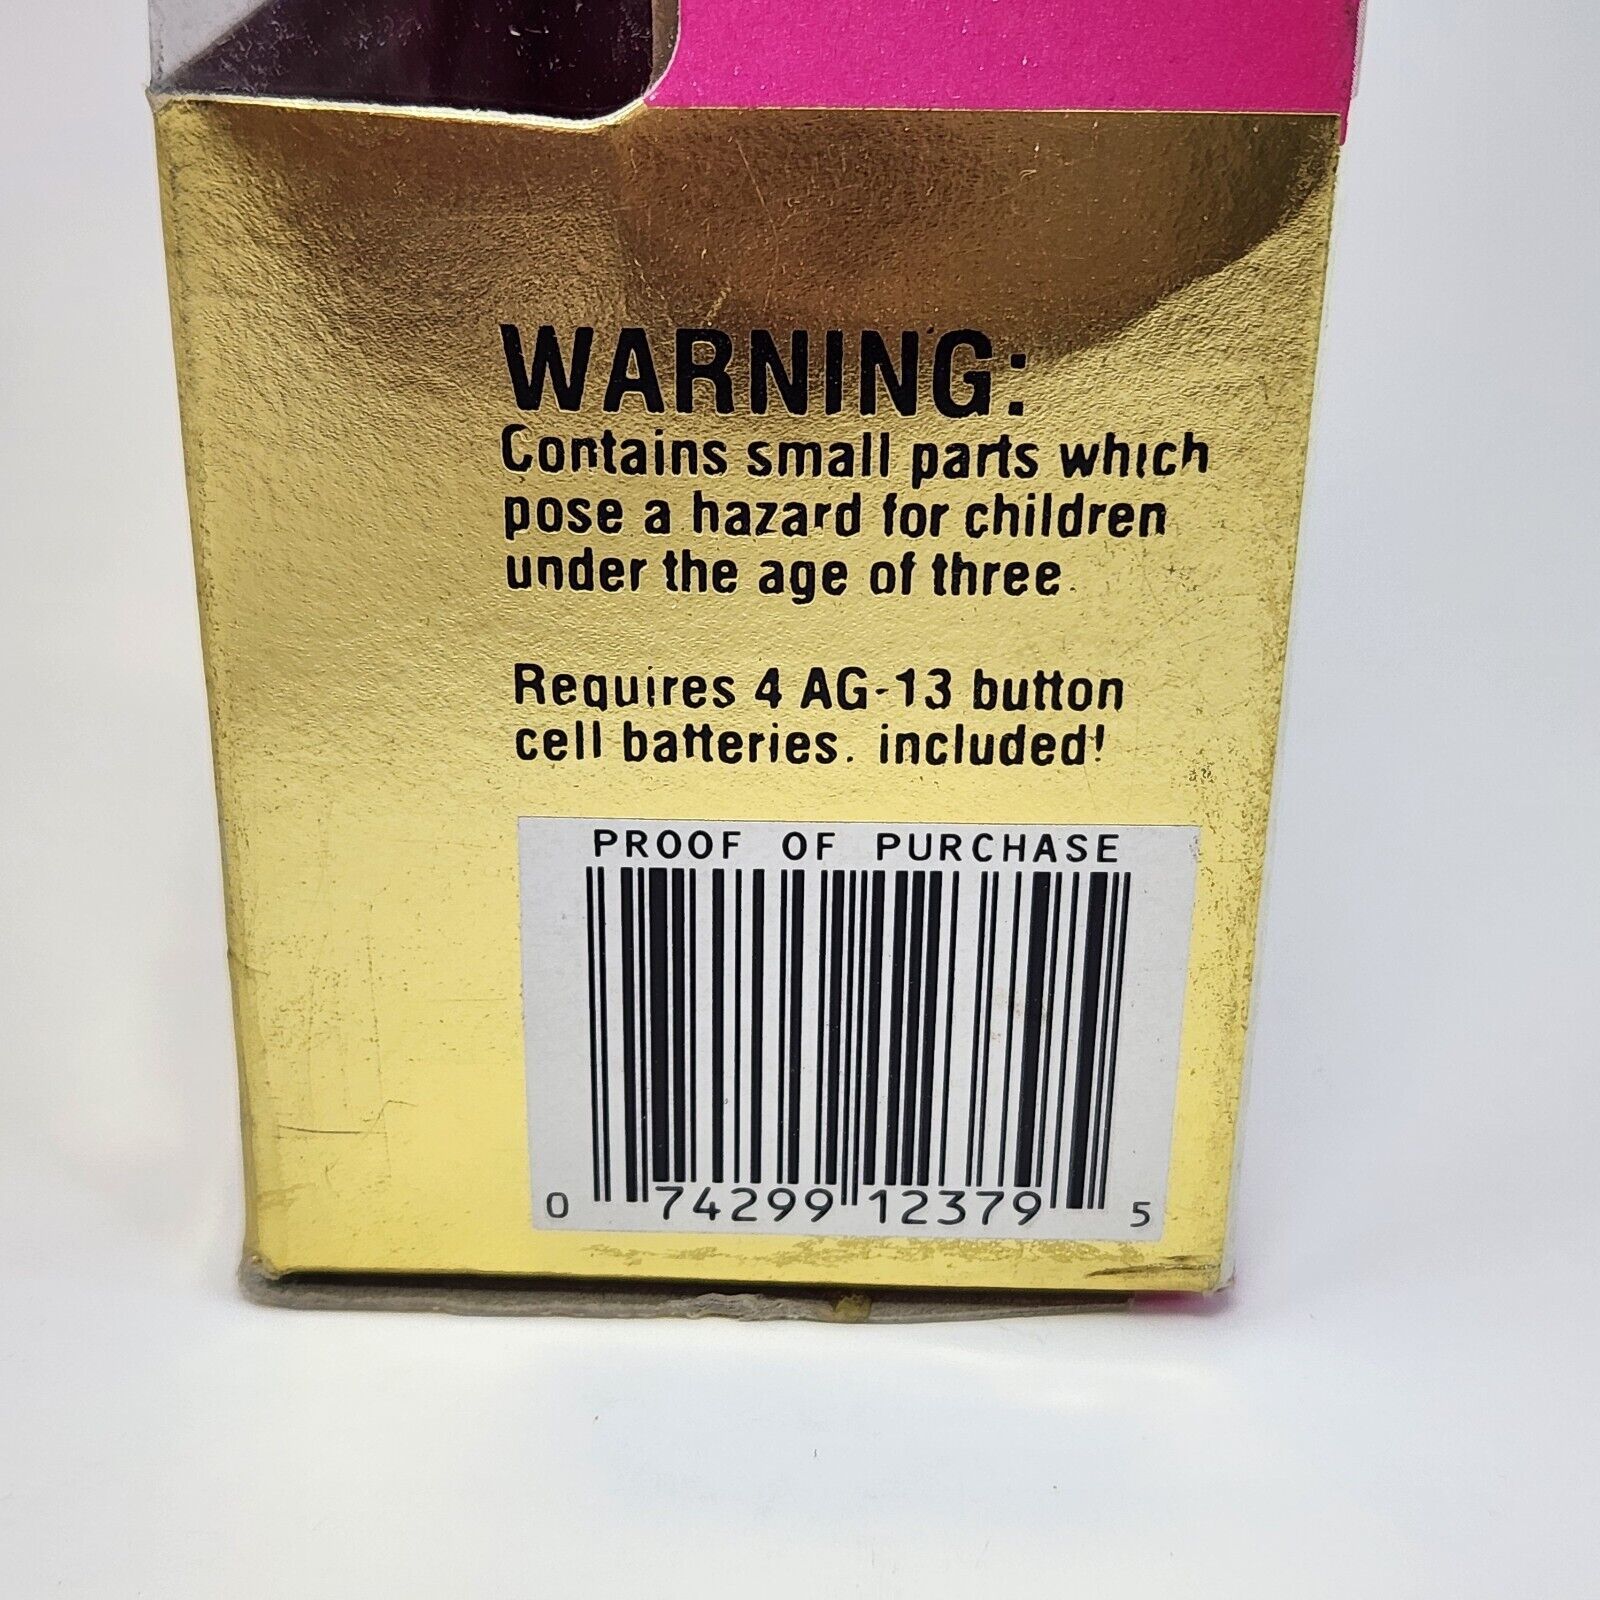 WARNING:
Contains small parts which
pose a hazard for children
under the age of three.
Requires 4 AG-13 button
cell batteries. included!
PROOF OF PURCHASE
0 74299 12379 5